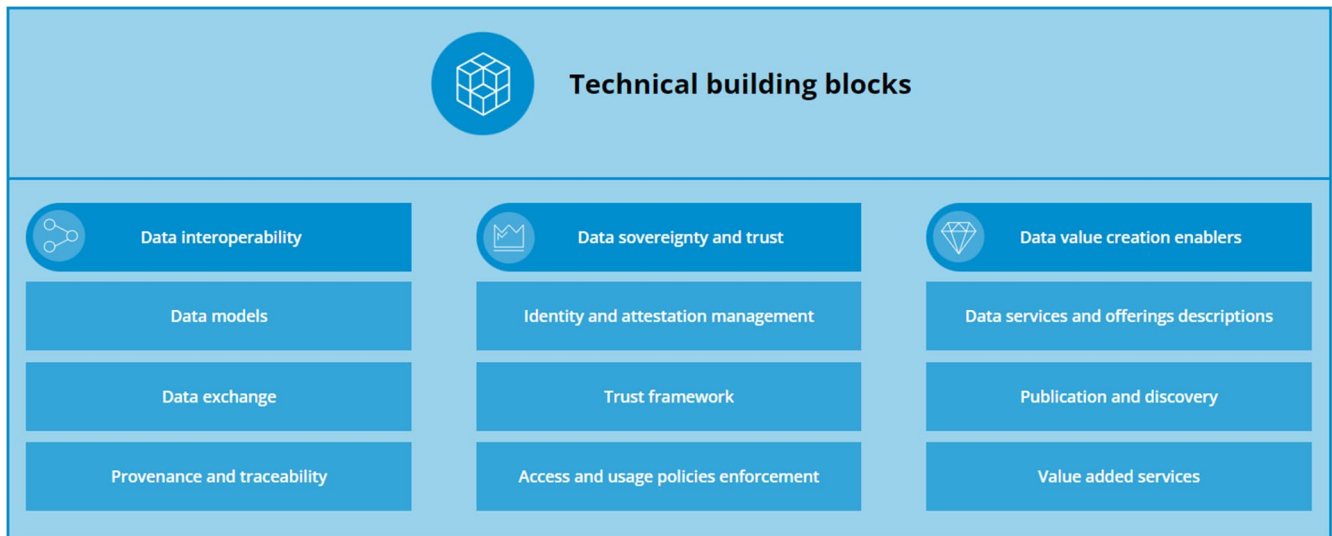 Technical building blocks
Data interoperability
Data models
Data exchange
Provenance and traceability
Data sovereignty and trust
Identity and attestation management
Trust framework
Access and usage policies enforcement
Data value creation enablers
Data services and offerings descriptions
Publication and discovery
Value added services